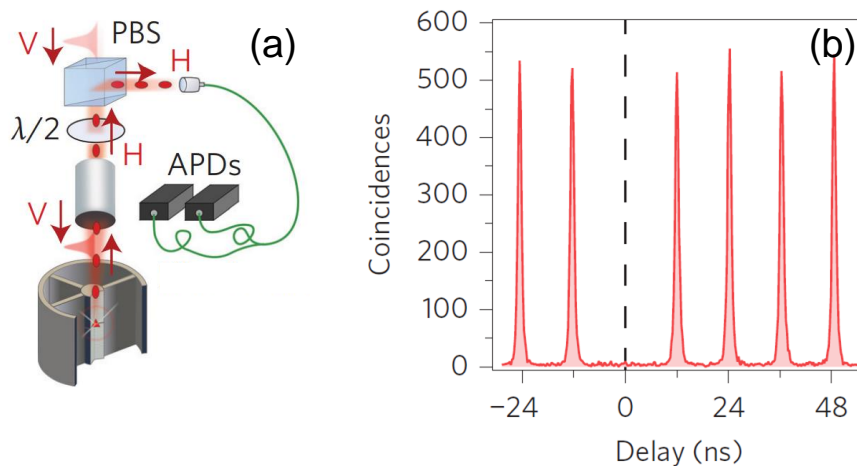 (a)
V
PBS
H
λ/2
H
APDs
V
(b)
Coincidences
600
500
400
300
200
100
0
−24
0
24
48
Delay (ns)